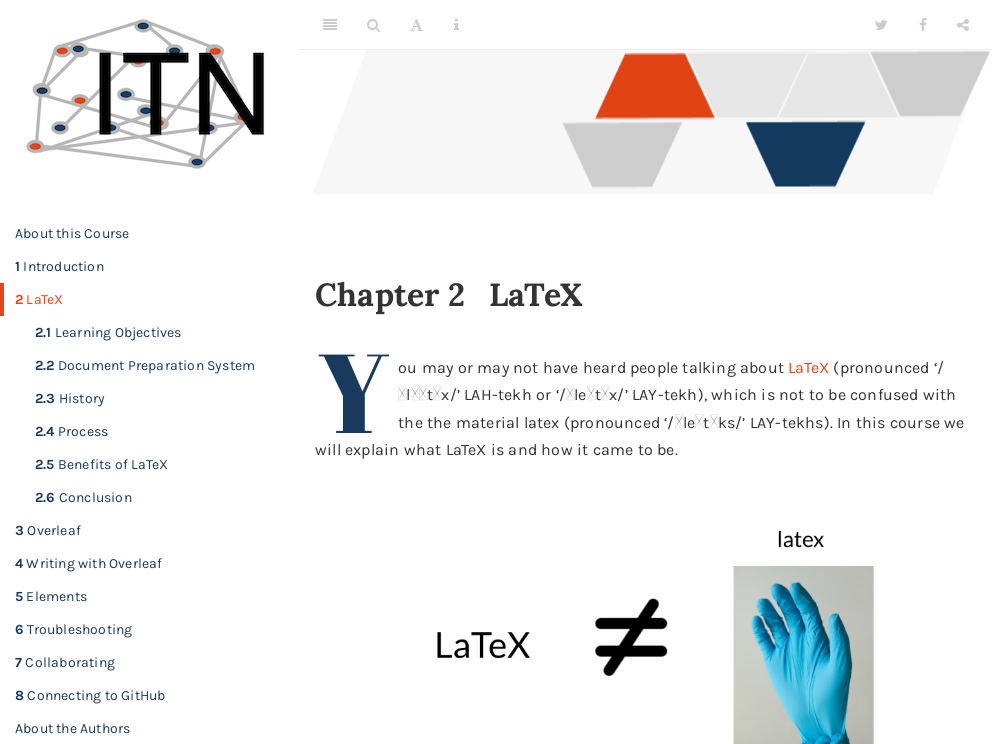 ITN
About this Course
1 Introduction
2 LaTeX
2.1 Learning Objectives
2.2 Document Preparation System
2.3 History
2.4 Process
2.5 Benefits of LaTeX
2.6 Conclusion
3 Overleaf
4 Writing with Overleaf
5 Elements
6 Troubleshooting
7 Collaborating
8 Connecting to GitHub
About the Authors
Chapter 2 LaTeX
You may or may not have heard people talking about LaTeX (pronounced ‘/
LAH-tekh or LAY-tekh), which is not to be confused with
the the material latex (pronounced LAY-tekhs). In this course we
will explain what LaTeX is and how it came to be.
latex
LaTeX
≠